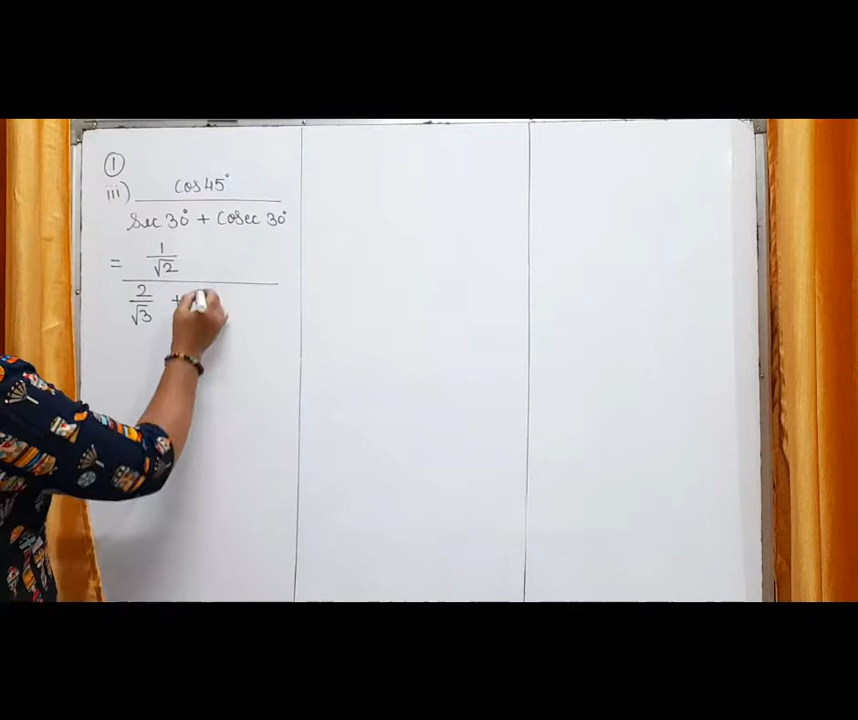 ①
iii) cos 45°
sec 30° + cosec 30°
= 1
√2
2 +
√3